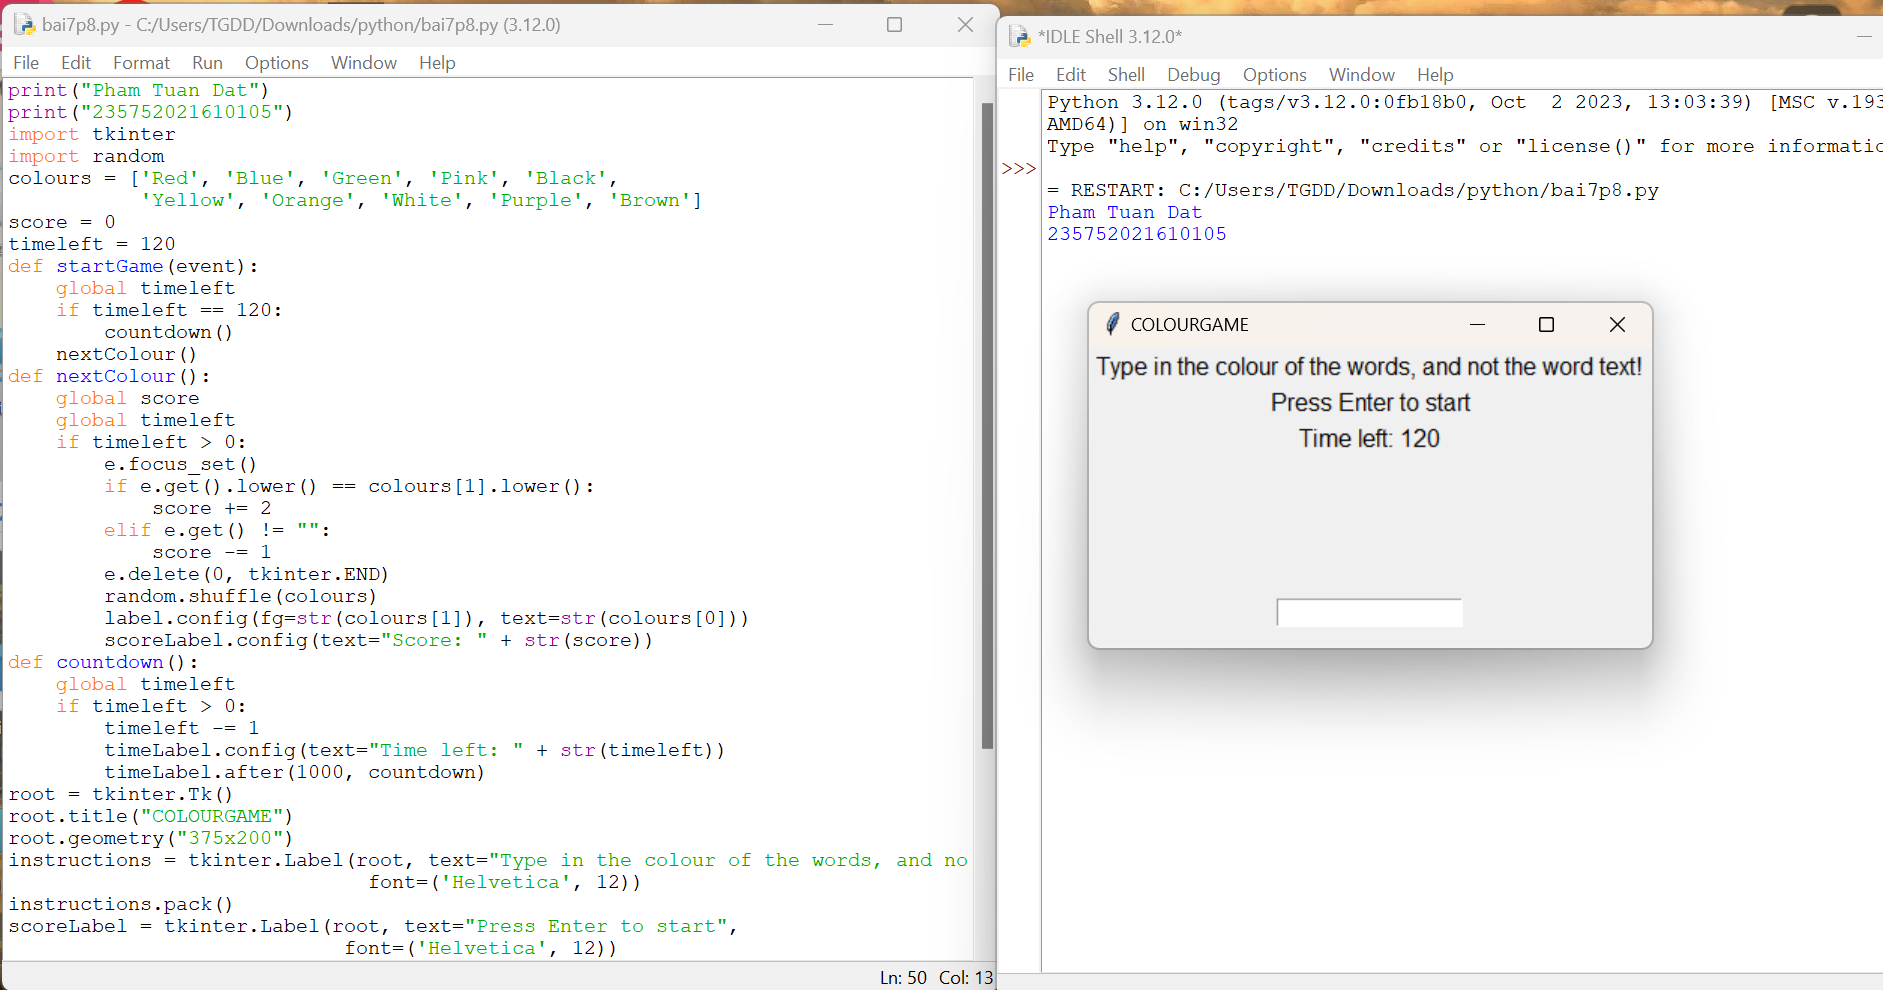 bai7p8.py - C:/Users/TGDD/Downloads/python/bai7p8.py (3.12.0)
File Edit Format Run Options Window Help
print("Pham Tuan Dat")
print("235752021610105")
import tkinter
import random
colours = ['Red', 'Blue', 'Green', 'Pink', 'Black',
           'Yellow', 'Orange', 'White', 'Purple', 'Brown']
score = 0
timeleft = 120
def startGame(event):
    global timeleft
    if timeleft == 120:
        countdown()
    nextColour()
def nextColour():
    global score
    global timeleft
    if timeleft > 0:
        e.focus_set()
        if e.get().lower() == colours[1].lower():
            score += 2
        elif e.get() != "":
            score -= 1
        e.delete(0, tkinter.END)
        random.shuffle(colours)
        label.config(fg=str(colours[1]), text=str(colours[0]))
        scoreLabel.config(text="Score: " + str(score))
def countdown():
    global timeleft
    if timeleft > 0:
        timeleft -= 1
        timeLabel.config(text="Time left: " + str(timeleft))
        timeLabel.after(1000, countdown)
root = tkinter.Tk()
root.title("COLOURGAME")
root.geometry("375x200")
instructions = tkinter.Label(root, text="Type in the colour of the words, and no
                              font=('Helvetica', 12))
instructions.pack()
scoreLabel = tkinter.Label(root, text="Press Enter to start",
                            font=('Helvetica', 12))
Ln: 50 Col: 13
*IDLE Shell 3.12.0*
File Edit Shell Debug Options Window Help
Python 3.12.0 (tags/v3.12.0:0fb18b0, Oct  2 2023, 13:03:39) [MSC v.193
AMD64)] on win32
Type "help", "copyright", "credits" or "license()" for more informatio
>>>
= RESTART: C:/Users/TGDD/Downloads/python/bai7p8.py
Pham Tuan Dat
235752021610105
COLOURGAME
Type in the colour of the words, and not the word text!
Press Enter to start
Time left: 120